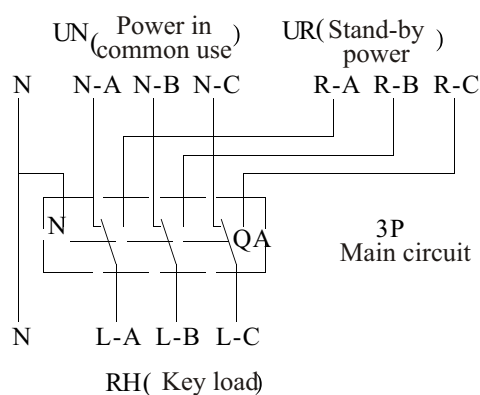 UN( Power in common use )
UR( Stand-by power )
N N-A N-B N-C R-A R-B R-C
N
QA
3P
Main circuit
N L-A L-B L-C
RH( Key load)